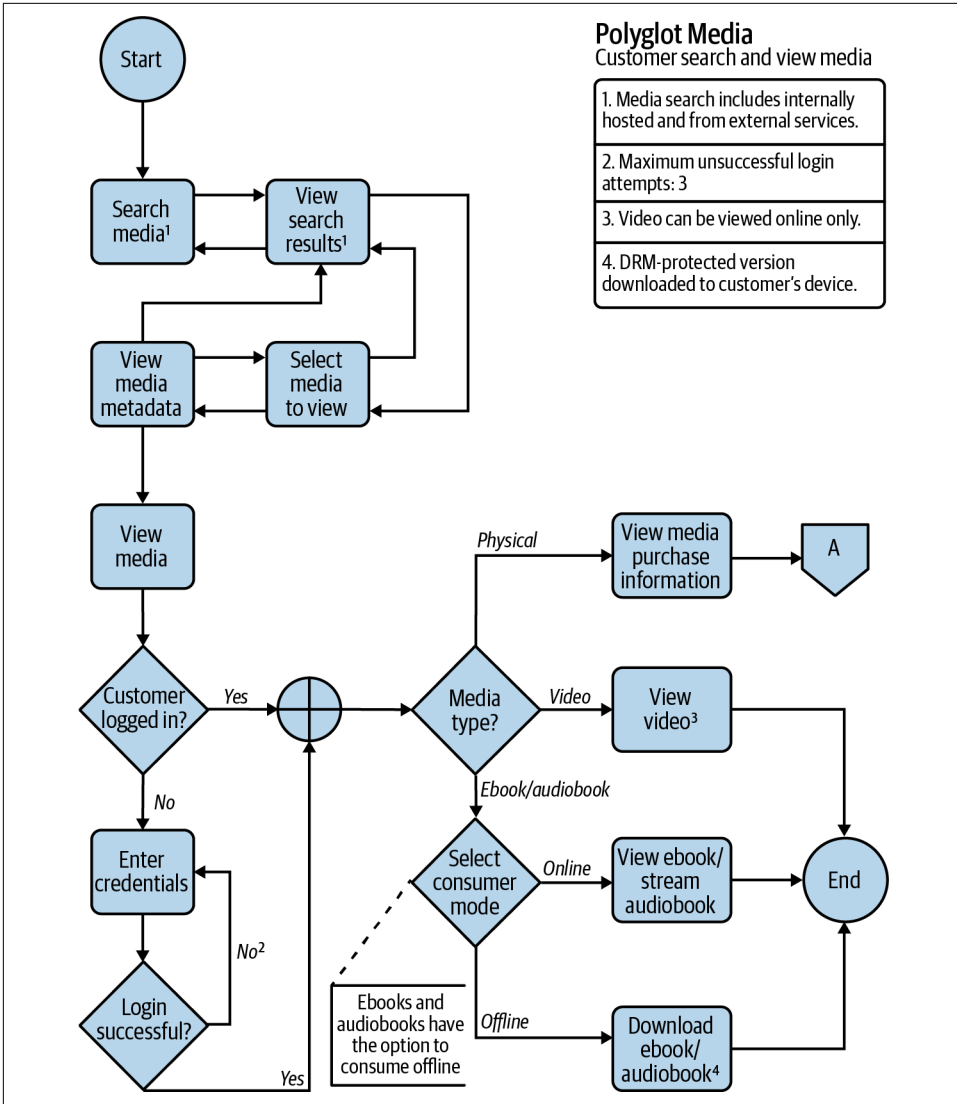 Polyglot Media
Customer search and view media
1. Media search includes internally
hosted and from external services.
2. Maximum unsuccessful login
attempts: 3
3. Video can be viewed online only.
4. DRM-protected version
downloaded to customer’s device.
Start
Search
media¹
View
search
results¹
View
media
metadata
Select
media
to view
View
media
Physical
View media
purchase
information
A
Customer
logged in?
Yes
Media
type?
Video
View
video³
No
Ebook/audiobook
Enter
credentials
Select
consumer
mode
Online
View ebook/
stream
audiobook
End
No²
Login
successful?
Yes
Ebooks and
audiobooks have
the option to
consume offline
Offline
Download
ebook/
audiobook⁴